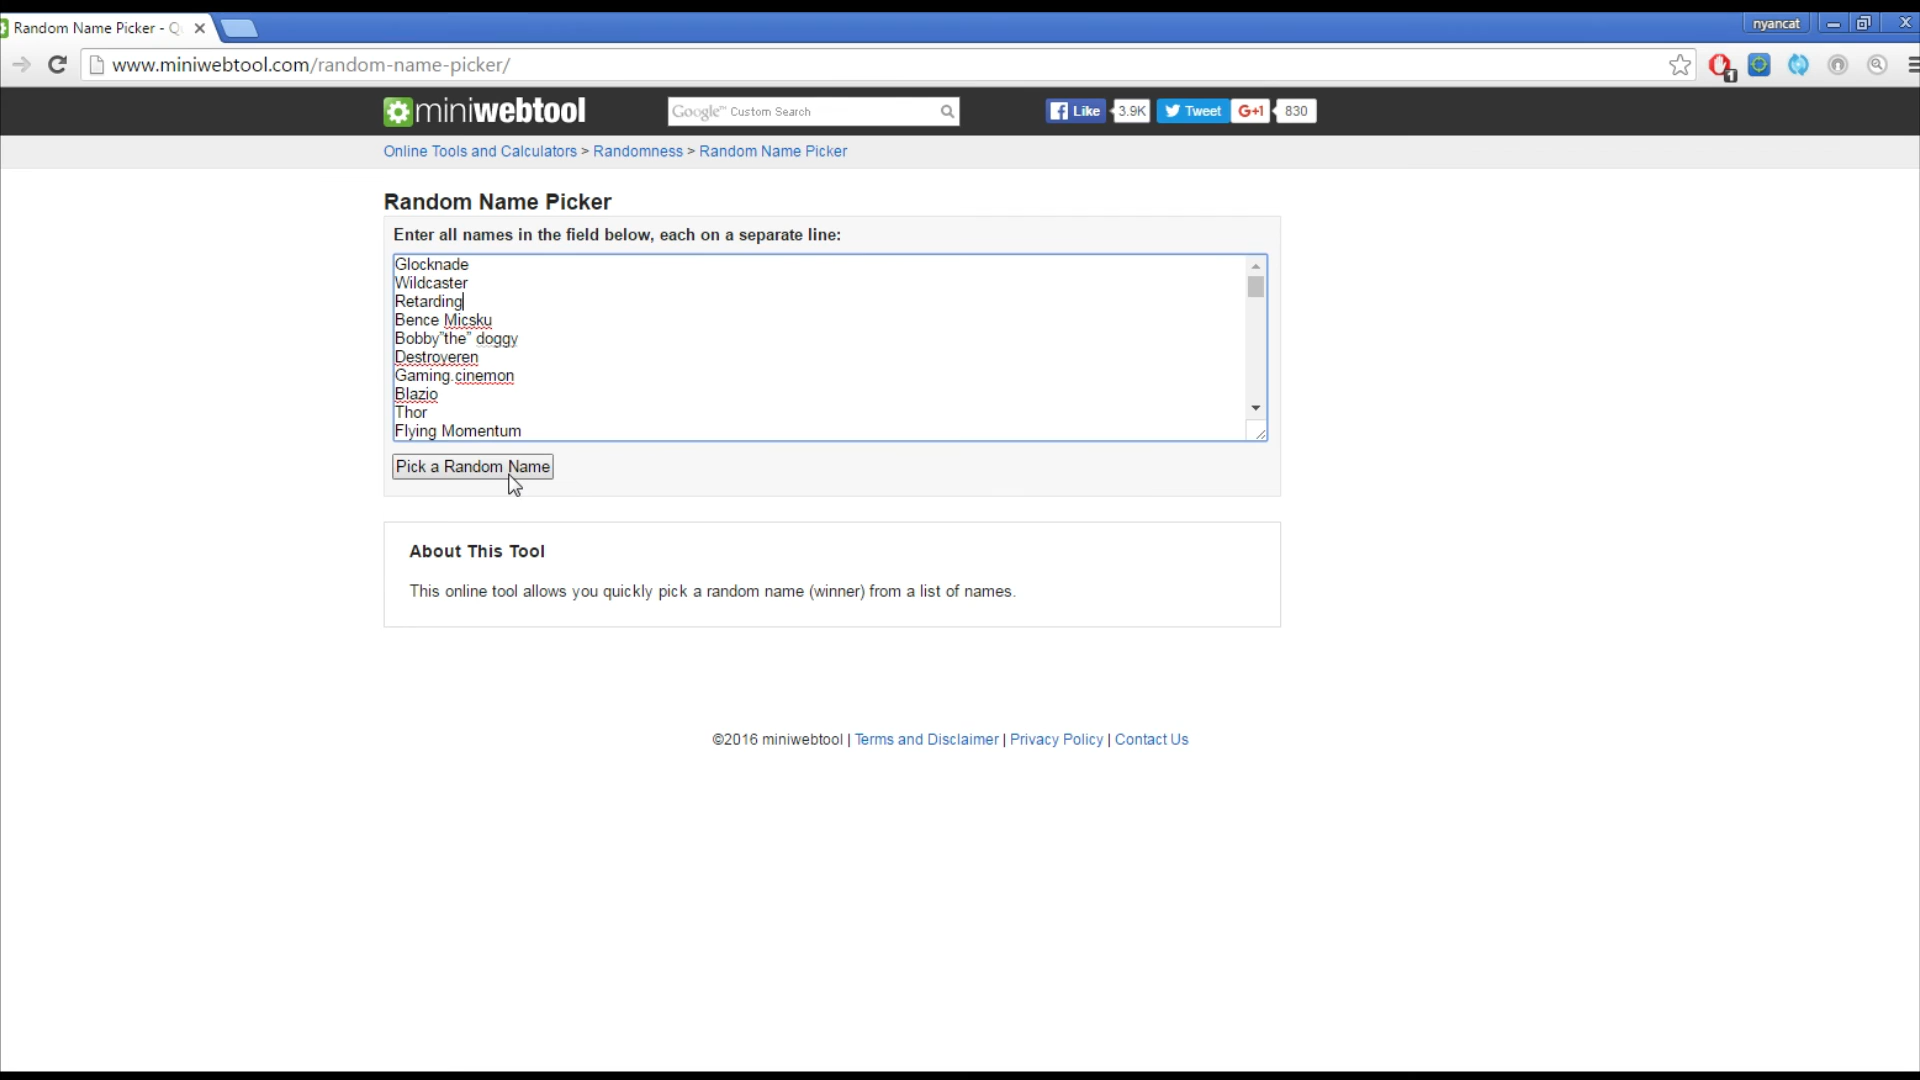 Random Name Picker - Q
nyancat
www.miniwebtool.com/random-name-picker/
1
miniwebtool
Google™ Custom Search
Like
3.9K
Tweet
G+1
830
Online Tools and Calculators > Randomness > Random Name Picker
Random Name Picker
Enter all names in the field below, each on a separate line:
Glocknade
Wildcaster
Retarding
Bence Micsku
Bobby”the” doggy
Destroyeren
Gaming.cinemon
Blazio
Thor
Flying Momentum
Pick a Random Name
About This Tool
This online tool allows you quickly pick a random name (winner) from a list of names.
©2016 miniwebtool | Terms and Disclaimer | Privacy Policy | Contact Us